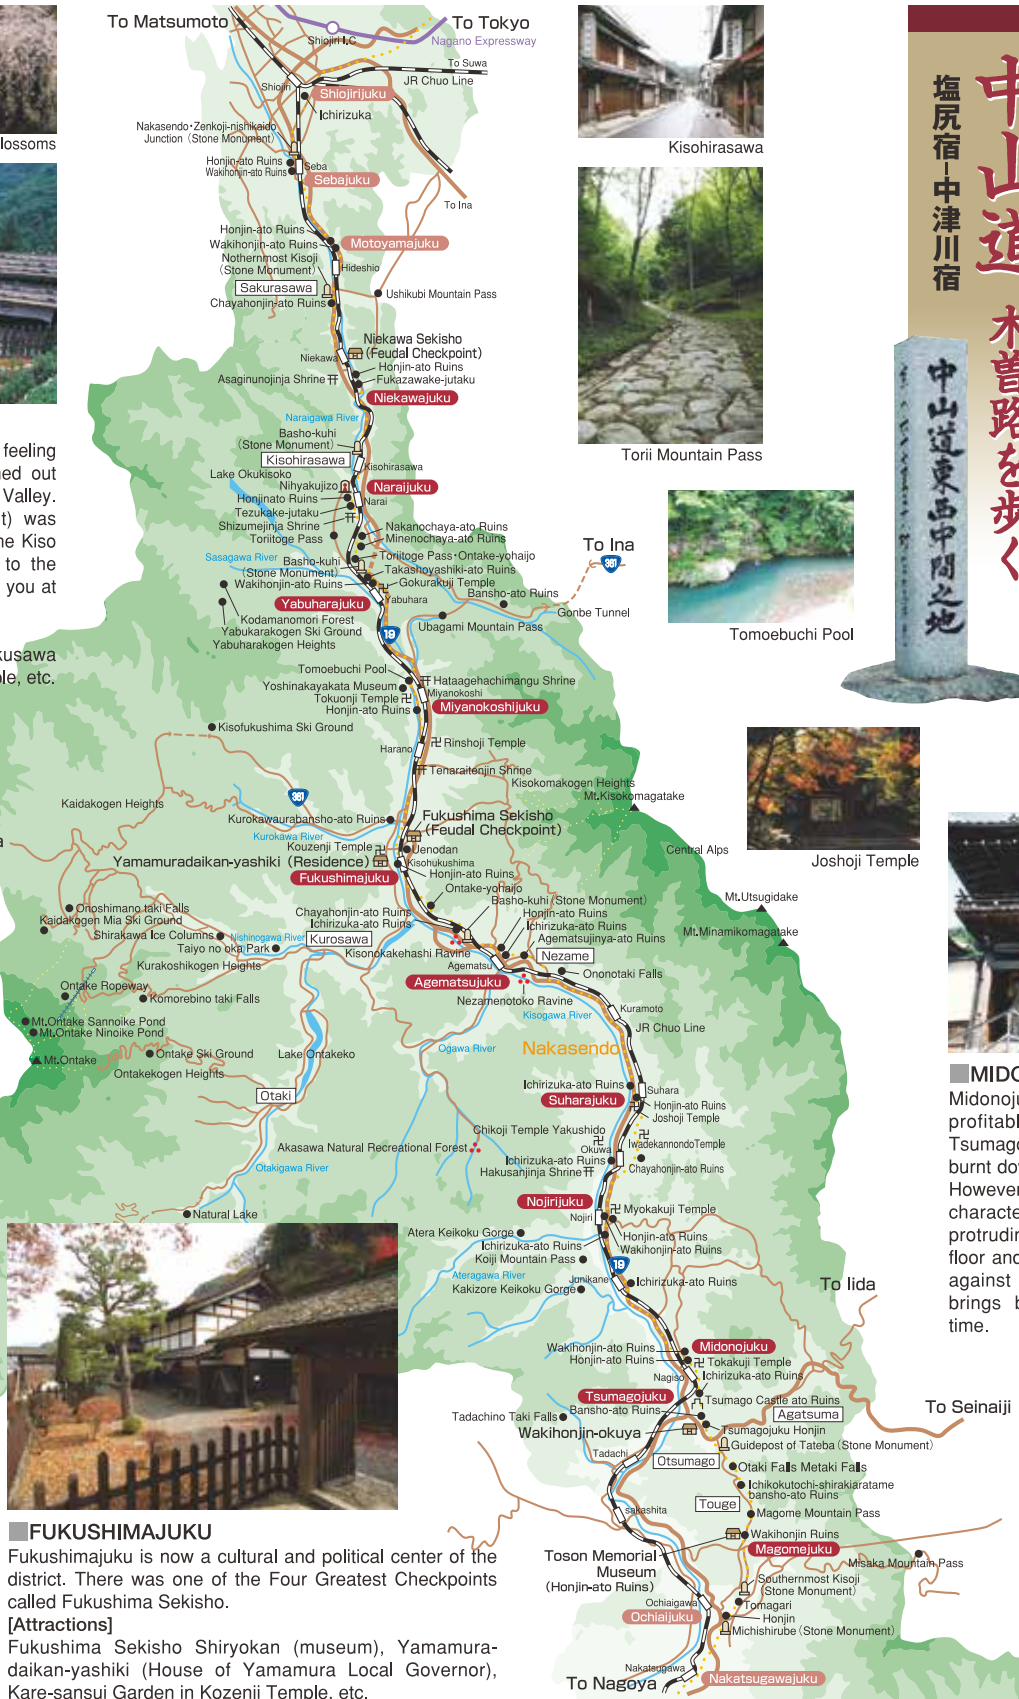 To Matsumoto
To Tokyo
Shiojiri I.C
Nagano Expressway
To Suwa
Shiojiri
JR Chuo Line
Shiojirijuku
Ichirizuka
Nakasendo・Zenkoji-nishikaido
Junction (Stone Monument)
Honjin-ato Ruins
Wakihonjin-ato Ruins
Seba
Sebajuku
To Ina
Honjin-ato Ruins
Wakihonjin-ato Ruins
Motoyamajuku
Nothernmost Kisoji
(Stone Monument)
Hideshio
Sakurasawa
Chayahonjin-ato Ruins
Ushikubi Mountain Pass
Niekawa Sekisho
(Feudal Checkpoint)
Niekawa
Honjin-ato Ruins
Asaginunojinja Shrine
Fukazawake-jutaku
Niekawajuku
Naraigawa River
Basho-kuhi
(Stone Monument)
Kisohirasawa
Kisohirasawa
Lake Okukisoko
Nihyakujizo
Naraijuku
Honjinato Ruins
Narai
Tezukake-jutaku
Shizumejinja Shrine
Nakanochaya-ato Ruins
Toriitoge Pass
Minenochaya-ato Ruins
Sasagawa River
Toriitoge Pass・Ontake-yohaijo
Basho-kuhi
(Stone Monument)
Takashoyashiki-ato Ruins
Wakihonjin-ato Ruins
Gokurakuji Temple
Yabuhara
Bansho-ato Ruins
Yabuharajuku
To Ina
361
Gonbe Tunnel
Kodamanomori Forest
Yabukarakogen Ski Ground
Yabuharakogen Heights
19
Ubagami Mountain Pass
Tomoebuchi Pool
Hataagehachimangu Shrine
Yoshinakayakata Museum
Miyanokoshi
Tokuonji Temple
Honjin-ato Ruins
Miyanokoshijuku
Kisofukushima Ski Ground
Harano
Rinshoji Temple
Tenaraitenjin Shrine
Kisokomakogen Heights
Mt.Kisokomagatake
Kaidakogen Heights
361
Kurokawaurabansho-ato Ruins
Fukushima Sekisho
(Feudal Checkpoint)
Kurokawa River
Kouzenji Temple
Uenodan
Yamamuradaikan-yashiki (Residence)
Kisohukushima
Fukushimajuku
Honjin-ato Ruins
Central Alps
Ontake-yohaijo
Mt.Utsugidake
Basho-kuhi (Stone Monument)
Onoshimano taki Falls
Kaidakogen Mia Ski Ground
Chayahonjin-ato Ruins
Ichirizuka-ato Ruins
Honjin-ato Ruins
Ichirizuka-ato Ruins
Mt.Minamikomagatake
Shirakawa Ice Columns
Nishinogawa River
Kurosawa
Agematsujinya-ato Ruins
Taiyo no oka Park
Kisonokakehashi Ravine
Nezame
Kurakoshikogen Heights
Agematsu
Ononotaki Falls
Ontake Ropeway
Agematsujuku
Komorebino taki Falls
Nezamenotoko Ravine
Kisogawa River
Kuramoto
Mt.Ontake Sannoike Pond
Mt.Ontake Ninoike Pond
JR Chuo Line
Mt.Ontake
Ontake Ski Ground
Lake Ontakeko
Ogawa River
Nakasendo
Ontakekogen Heights
Otaki
Ichirizuka-ato Ruins
Suhara
Suharajuku
Honjin-ato Ruins
Joshoji Temple
Chikoji Temple Yakushido
Akasawa Natural Recreational Forest
Okuwa
IwadekannondoTemple
Otakigawa River
Ichirizuka-ato Ruins
Hakusanjinja Shrine
Chayahonjin-ato Ruins
Nojirijuku
Natural Lake
Nojiri
Myokakuji Temple
Atera Keikoku Gorge
Honjin-ato Ruins
Ichirizuka-ato Ruins
Wakihonjin-ato Ruins
Koiji Mountain Pass
19
Ateragawa River
Junikane
Ichirizuka-ato Ruins
Kakizore Keikoku Gorge
To Iida
Wakihonjin-ato Ruins
Midonojuku
Honjin-ato Ruins
Tokakuji Temple
Nagiso
Ichirizuka-ato Ruins
Tsumagojuku
Tsumago Castle ato Ruins
To Seinaiji
Tadachino Taki Falls
Bansho-ato Ruins
Agatsuma
Wakihonjin-okuya
Tsumagojuku Honjin
Guidepost of Tateba (Stone Monument)
Tadachi
Otsumago
Otaki Falls Metaki Falls
Ichikokutochi-shirakiaratame
bansho-ato Ruins
Touge
sakashita
Magome Mountain Pass
Wakihonjin Ruins
Magomejuku
Misaka Mountain Pass
Toson Memorial
Museum
(Honjin-ato Ruins)
Southernmost Kisoji
(Stone Monument)
Ochiaigawa
Tomagari
Ochiaijuku
Honjin
Michishirube (Stone Monument)
Nakatsugawa
To Nagoya
Nakatsugawajuku
lossoms
feeling
ed out
Valley.
t) was
ne Kiso
to the
you at
kusawa
ple, etc.
a
Kisohirasawa
Torii Mountain Pass
Tomoebuchi Pool
Joshoji Temple
中山道
木曽路を歩く
塩尻宿-中津川宿
中山道東西中間之地
■MIDO
Midonoju
profitabl
Tsumago
burnt dov
However
characte
protrudin
floor and
against
brings b
time.
■FUKUSHIMAJUKU
Fukushimajuku is now a cultural and political center of the
district. There was one of the Four Greatest Checkpoints
called Fukushima Sekisho.
[Attractions]
Fukushima Sekisho Shiryokan (museum), Yamamura-
daikan-yashiki (House of Yamamura Local Governor),
Kare-sansui Garden in Kozenji Temple, etc.